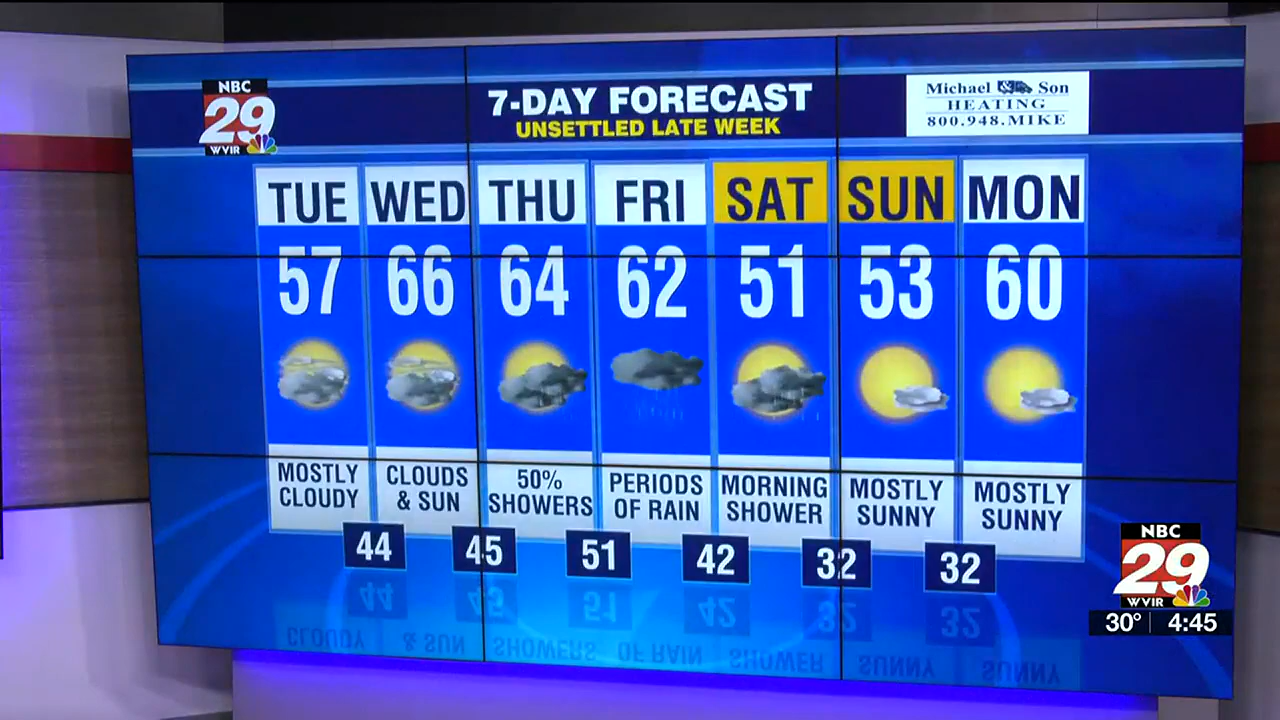 NBC
29
WVIR
7-DAY FORECAST
UNSETTLED LATE WEEK
Michael Son
HEATING
800.948.MIKE
TUE WED THU FRI SAT SUN MON
57 66 64 62 51 53 60
MOSTLY CLOUDY
CLOUDS & SUN
50% SHOWERS
PERIODS OF RAIN
MORNING SHOWER
MOSTLY SUNNY
MOSTLY SUNNY
44 45 51 42 32 32
NBC
29
WVIR
30° 4:45